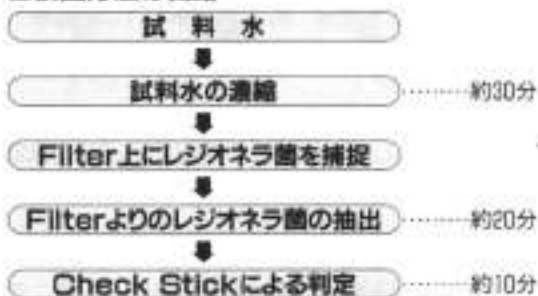 試料水
試料水の濃縮 ………約30分
Filter上にレジオネラ菌を捕捉
Filterよりのレジオネラ菌の抽出 ………約20分
Check Stickによる判定 ………約10分